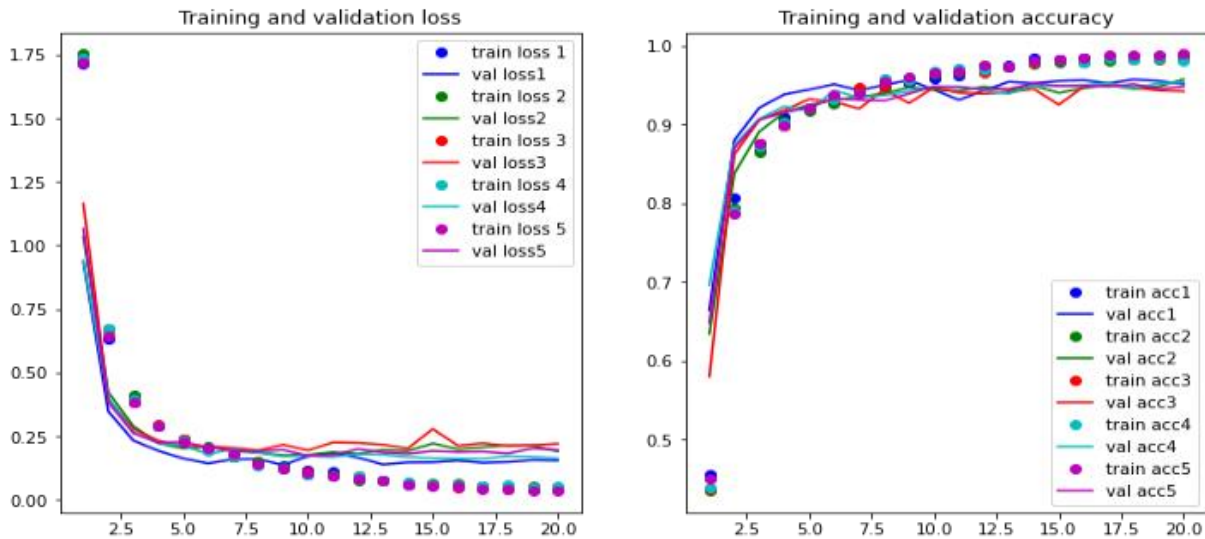 Training and validation loss
1.75
1.50
1.25
1.00
0.75
0.50
0.25
0.00
2.5 5.0 7.5 10.0 12.5 15.0 17.5 20.0
train loss 1
val loss1
train loss 2
val loss2
train loss 3
val loss3
train loss 4
val loss4
train loss 5
val loss5
Training and validation accuracy
1.0
0.9
0.8
0.7
0.6
0.5
2.5 5.0 7.5 10.0 12.5 15.0 17.5 20.0
train acc1
val acc1
train acc2
val acc2
train acc3
val acc3
train acc4
val acc4
train acc5
val acc5